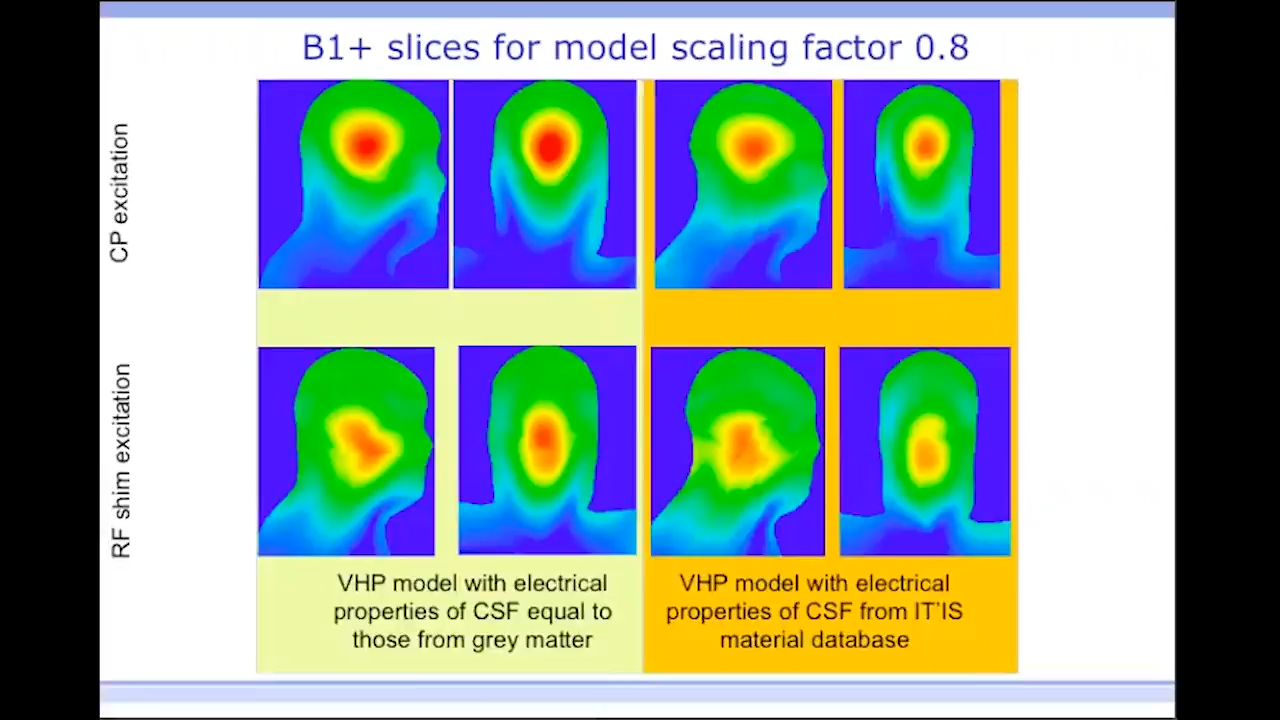 B1+ slices for model scaling factor 0.8
CP excitation
RF shim excitation
VHP model with electrical
properties of CSF equal to
those from grey matter
VHP model with electrical
properties of CSF from IT'IS
material database